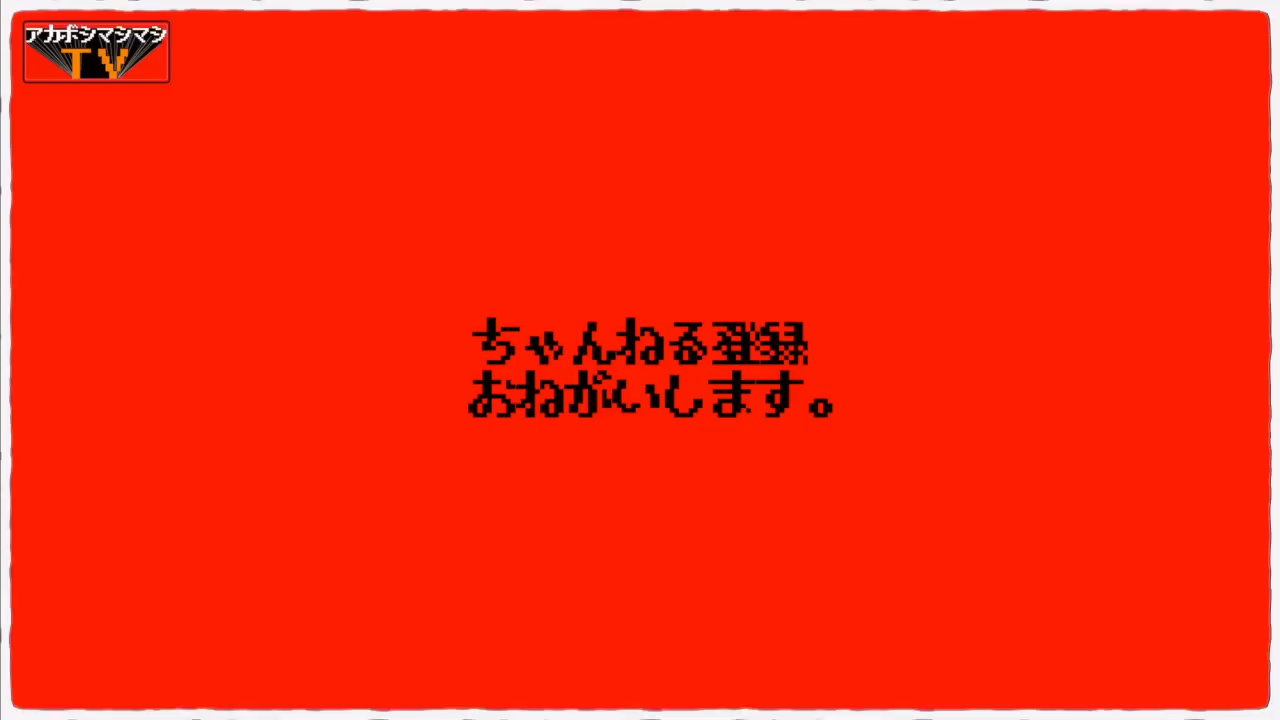 アカボシマシマシ
TV
ちゃんねる登録
おねがいします。